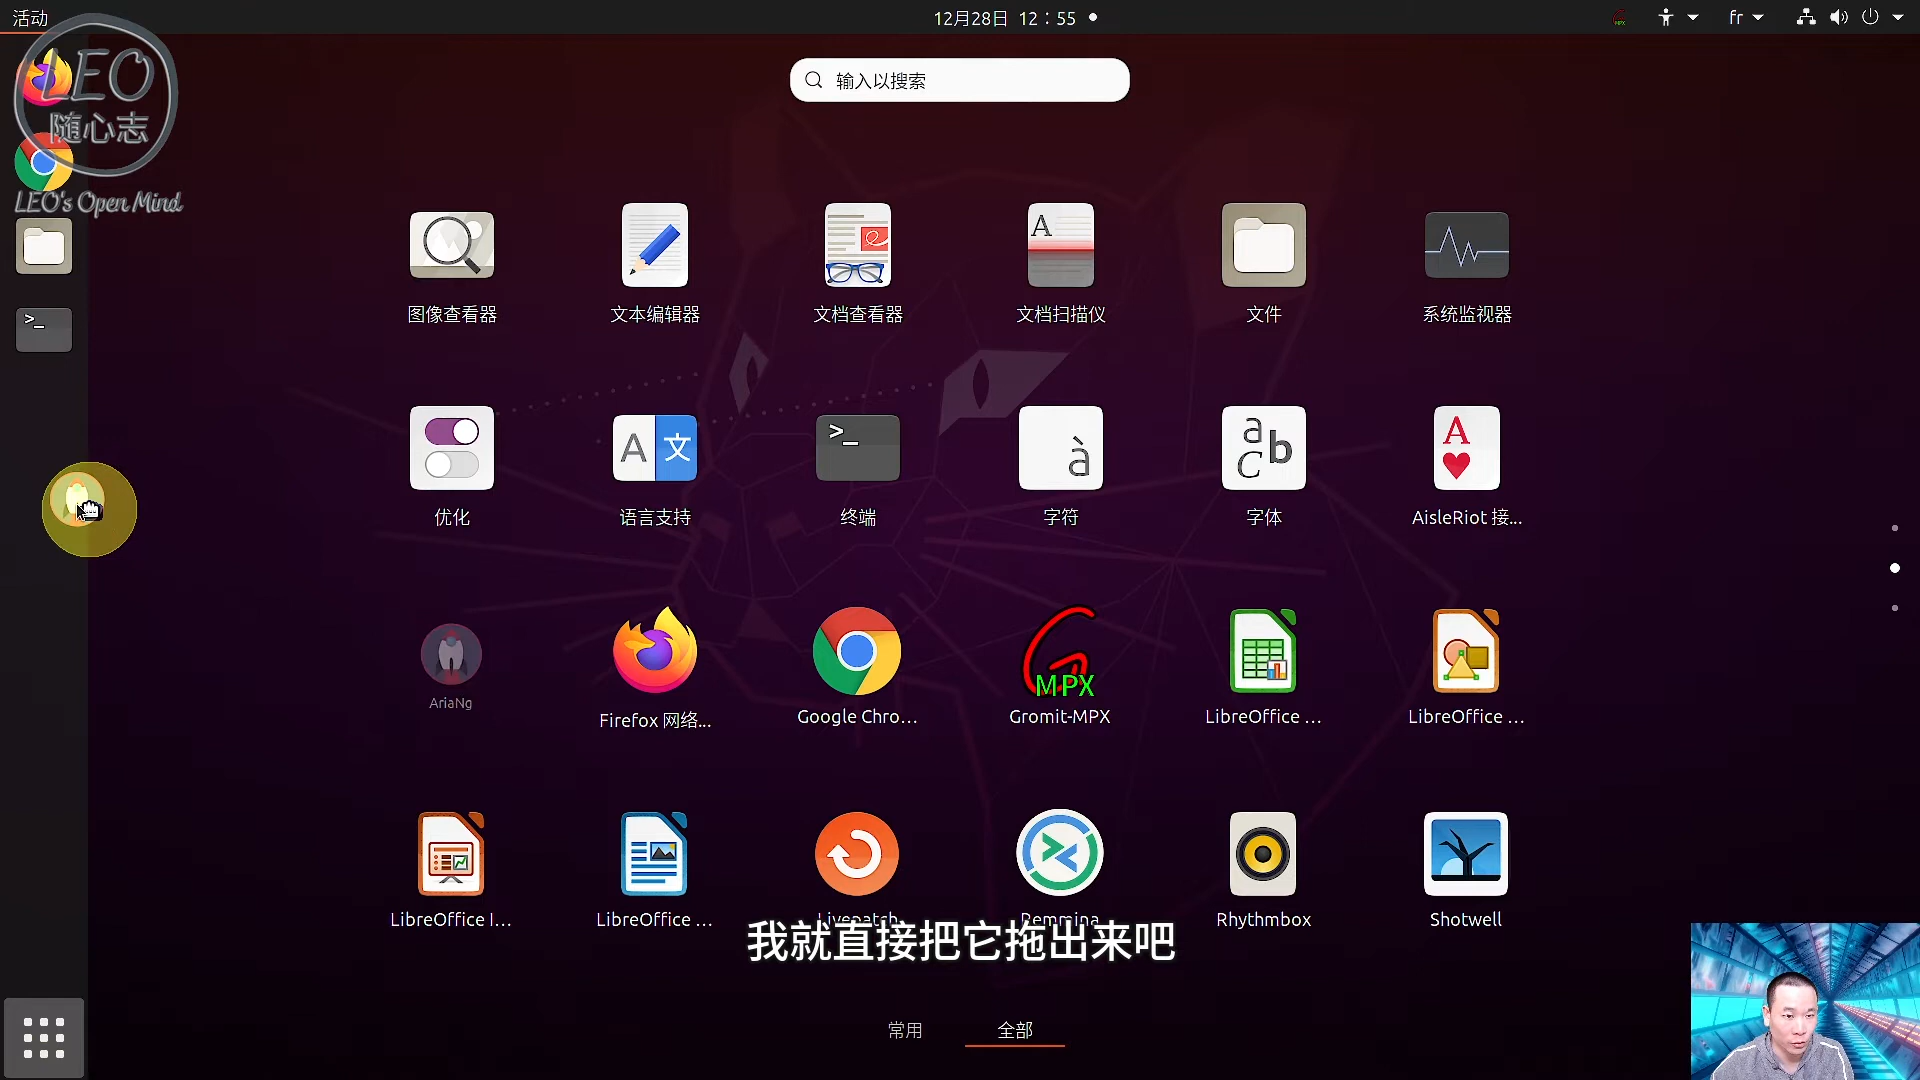 活动
12月28日 12：55
fr
LEO
随心志
LEO's Open Mind
输入以搜索
图像查看器
文本编辑器
文档查看器
文档扫描仪
文件
系统监视器
优化
语言支持
终端
字符
字体
AisleRiot 接...
AriaNg
Firefox 网络...
Google Chro...
MPX
Gromit-MPX
LibreOffice ...
LibreOffice ...
LibreOffice I...
LibreOffice ...
Livepatch
Remmina
Rhythmbox
Shotwell
我就直接把它拖出来吧
常用
全部